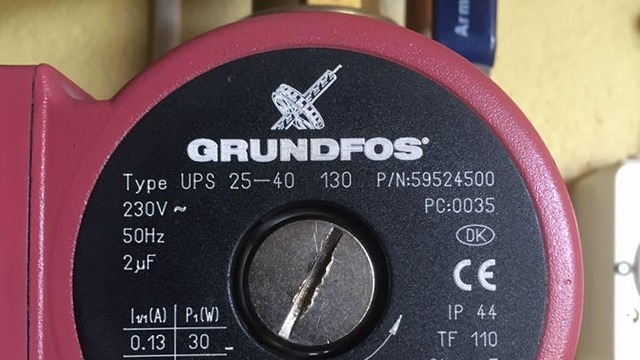 Arm
GRUNDFOS®
Type UPS 25-40 130 P/N:59524500
230V ~ PC:0035
50Hz DK
2µF CE
I1/1(A) P1(W) IP 44
0.13 30 TF 110